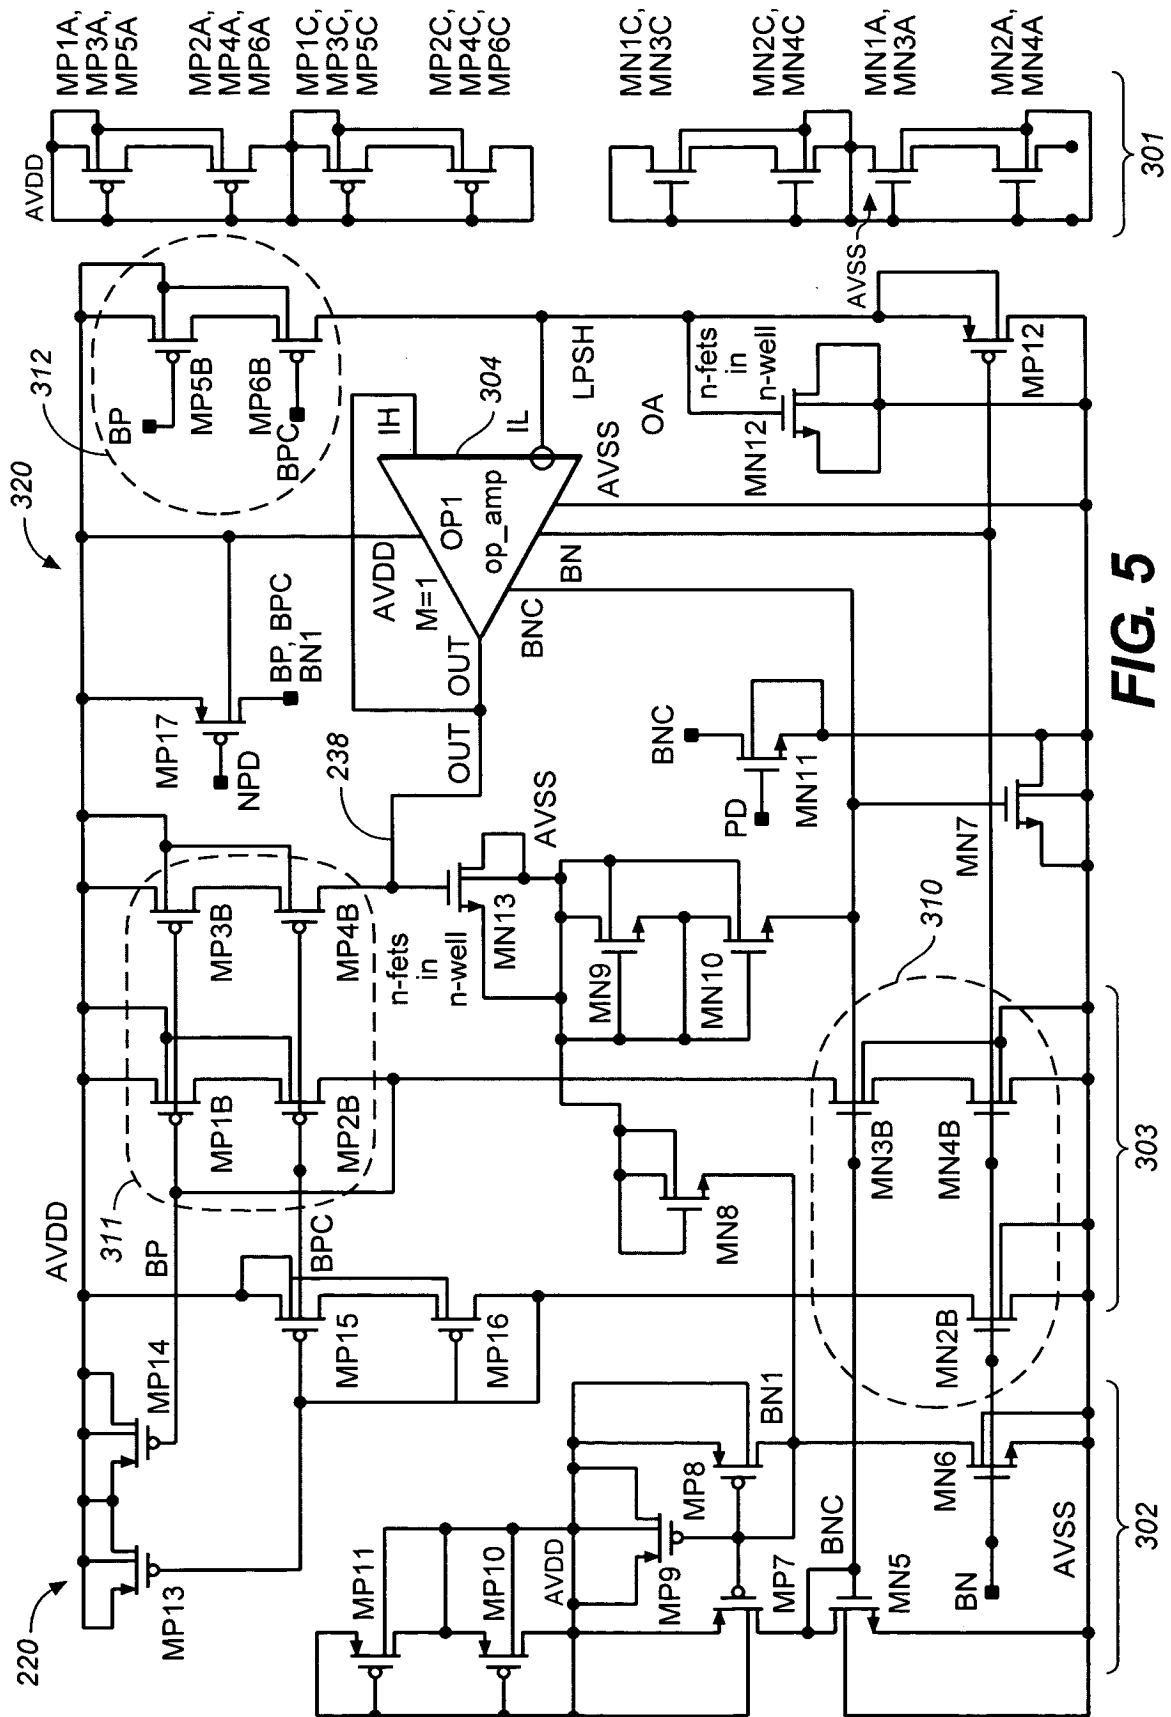 220
AVDD
320
312
MP13
MP14
BP
311
BPC
MP15
MP16
MP1B
MP2B
MP3B
MP4B
MP17
NPD
BP, BPC
BN1
BP
MP5B
MP6B
BPC
AVDD
MP1A,
MP3A,
MP5A
MP2A,
MP4A,
MP6A
MP1C,
MP3C,
MP5C
MP2C,
MP4C,
MP6C
MN1C,
MN3C
MN2C,
MN4C
MN1A,
MN3A
MN2A,
MN4A
AVSS
301
238
OUT
OUT
AVDD
M=1
OP1
op_amp
IH
IL
304
LPSH
OA
AVSS
BN
BNC
n-fets
in
n-well
MN12
MP12
n-fets
in
n-well
MN13
AVSS
MN9
MN10
MN8
BNC
PD
MN11
MN7
310
MN3B
MN4B
MN2B
303
MP11
MP10
AVDD
MP9
MP8
BN1
MP7
BNC
MN5
MN6
BN
AVSS
302
FIG. 5